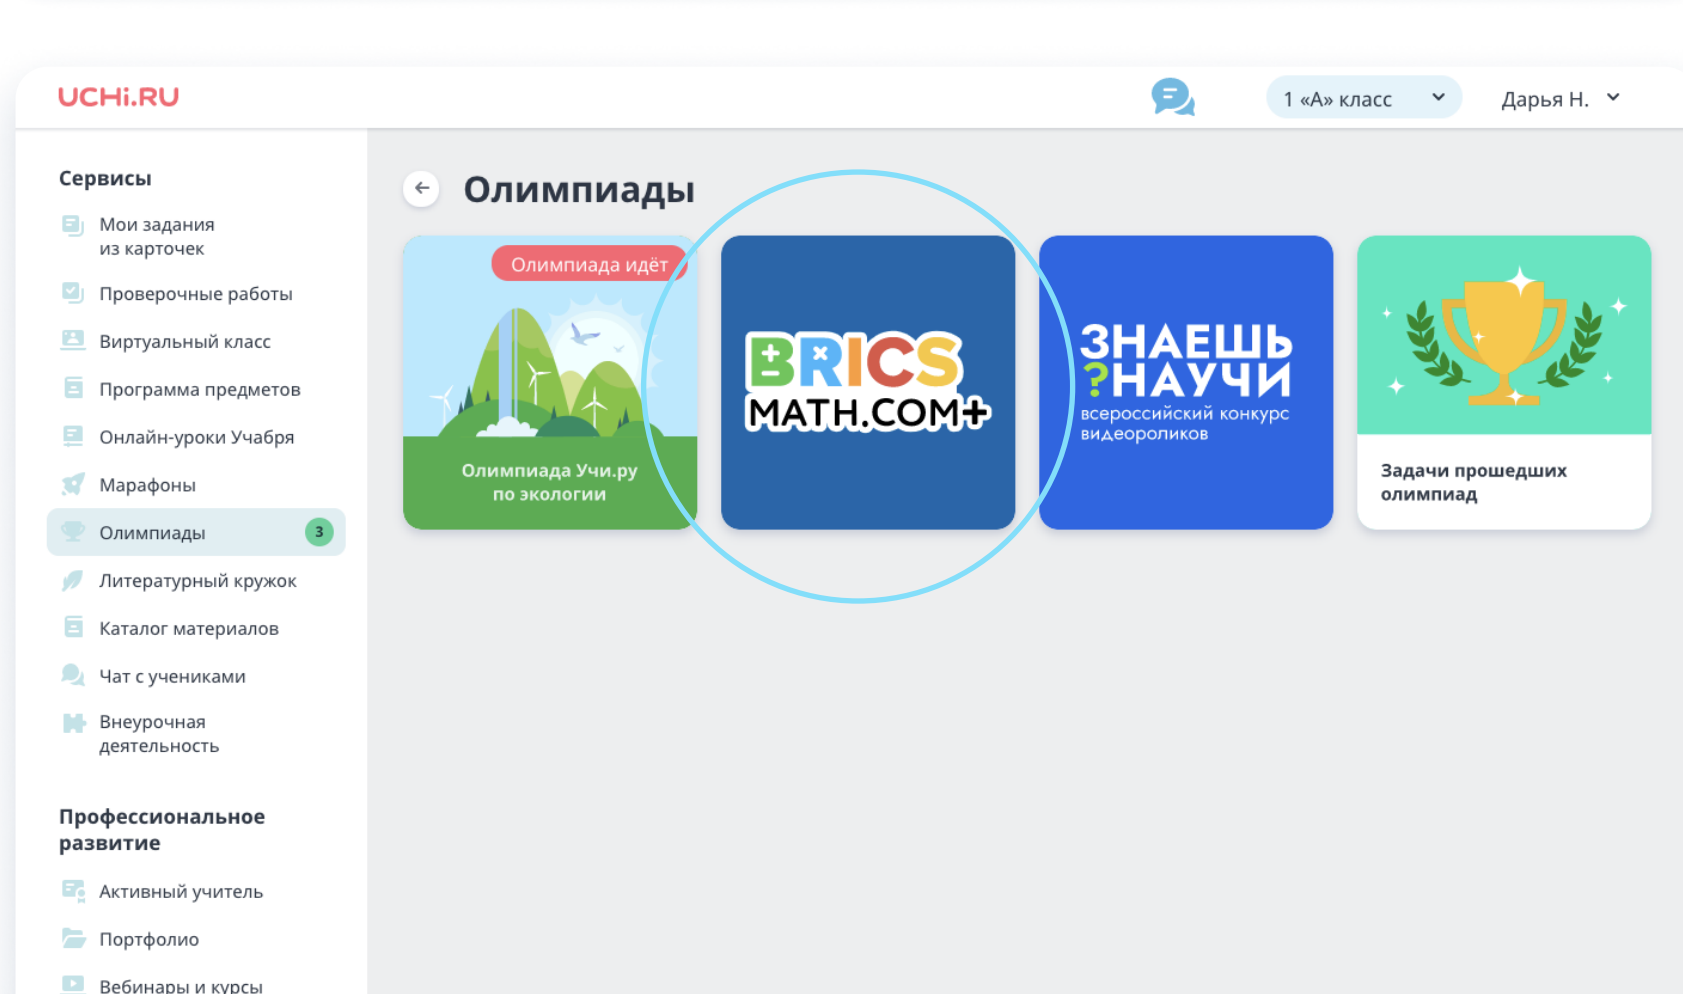 UCHi.RU
1 «А» класс
Дарья Н.
Сервисы
Мои задания
из карточек
Проверочные работы
Виртуальный класс
Программа предметов
Онлайн-уроки Учабря
Марафоны
Олимпиады
3
Литературный кружок
Каталог материалов
Чат с учениками
Внеурочная
деятельность
Профессиональное
развитие
Активный учитель
Портфолио
Вебинары и курсы
Олимпиады
Олимпиада идёт
Олимпиада Учи.ру
по экологии
BRICS
MATH.COM+
ЗНАЕШЬ
?НАУЧИ
всероссийский конкурс
видеороликов
Задачи прошедших
олимпиад